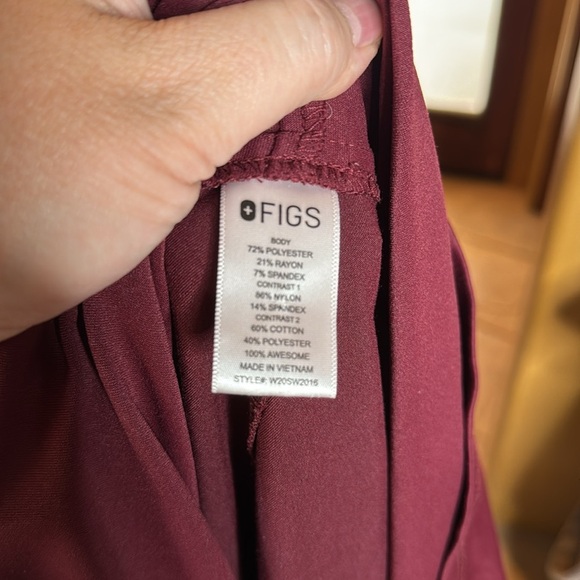 FIGS
BODY
72% POLYESTER
21% RAYON
7% SPANDEX
CONTRAST 1
86% NYLON
14% SPANDEX
CONTRAST 2
60% COTTON
40% POLYESTER
100% AWESOME
MADE IN VIETNAM
STYLE#: W20SW2016